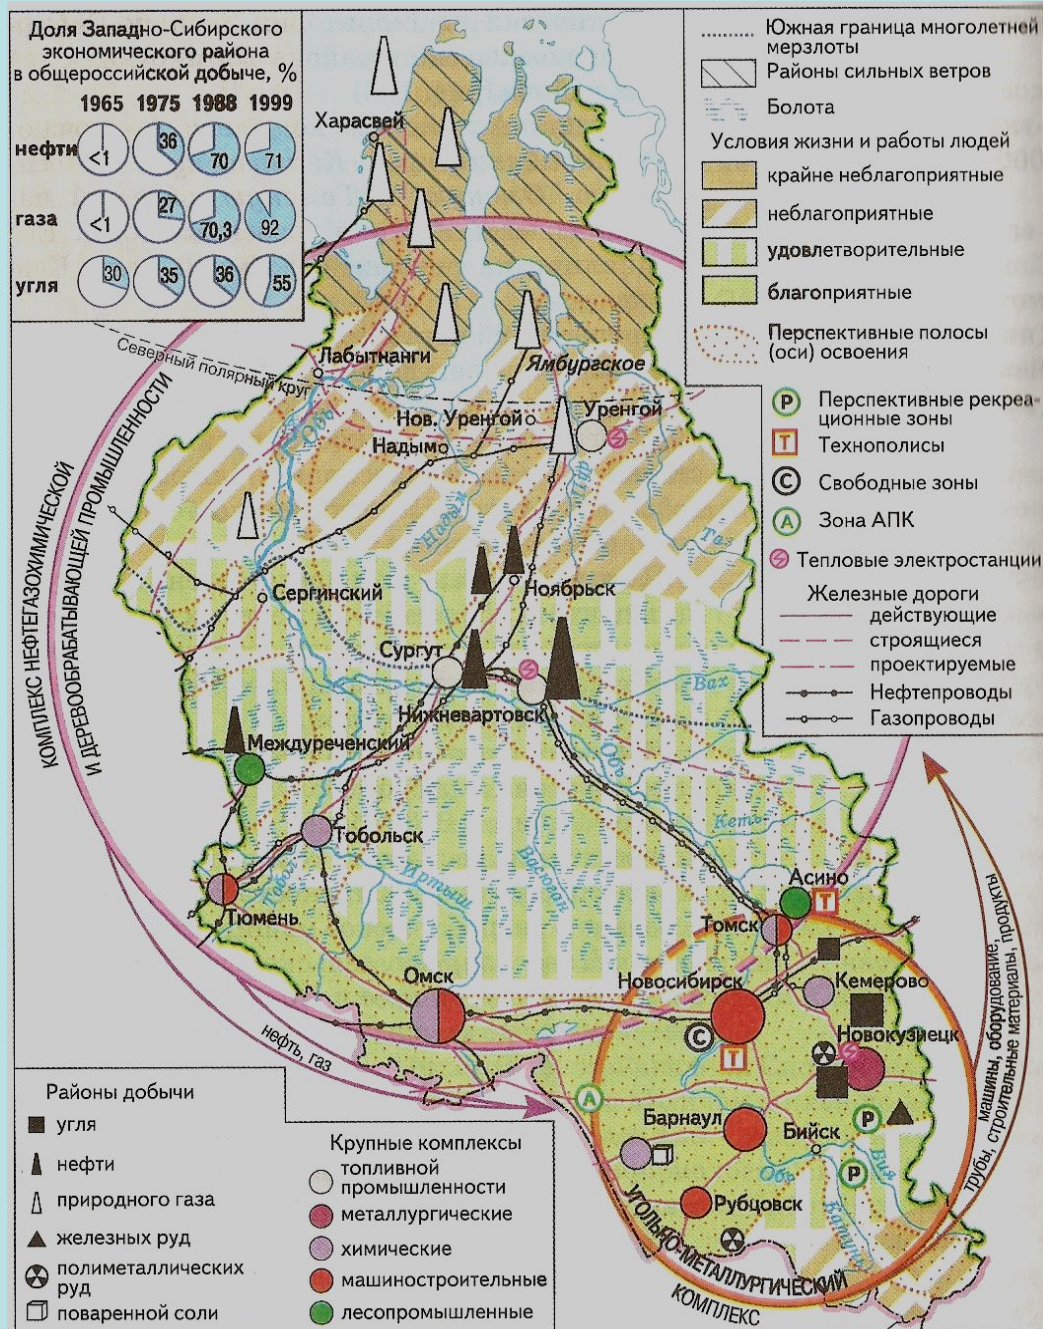 Доля Западно-Сибирского
экономического района
в общероссийской добыче, %
1965 1975 1988 1999
нефти <1 36 70 71
газа <1 27 70,3 92
угля 30 35 36 55
Южная граница многолетней
мерзлоты
Районы сильных ветров
Болота
Условия жизни и работы людей
крайне неблагоприятные
неблагоприятные
удовлетворительные
благоприятные
Перспективные полосы
(оси) освоения
Р Перспективные рекреа-
ционные зоны
Т Технополисы
С Свободные зоны
А Зона АПК
Тепловые электростанции
Железные дороги
действующие
строящиеся
проектируемые
Нефтепроводы
Газопроводы
Харасвей
Северный полярный круг
Лабытнанги
Ямбургское
Обь
Нов. Уренгой
Уренгой
Надым
Надым
Пур
Таз
КОМПЛЕКС НЕФТЕГАЗОХИМИЧЕСКОЙ
И ДЕРЕВООБРАБАТЫВАЮЩЕЙ ПРОМЫШЛЕННОСТИ
Сергинский
Ноябрьск
Сургут
Вах
Нижневартовск
Междуреченский
Обь
Кеть
Тобольск
Васюган
Иртыш
Тобол
Асино
Т
Тюмень
Томск
Омск
Новосибирск
Кемерово
С
Т
Новокузнецк
нефть, газ
А
Барнаул
Бийск
Р
Р
Обь
Бия
Катунь
Рубцовск
УГОЛЬНО-МЕТАЛЛУРГИЧЕСКИЙ
КОМПЛЕКС
машины, оборудование,
трубы, строительные материалы, продукты
Районы добычи
угля
нефти
природного газа
железных руд
полиметаллических
руд
поваренной соли
Крупные комплексы
топливной
промышленности
металлургические
химические
машиностроительные
лесопромышленные